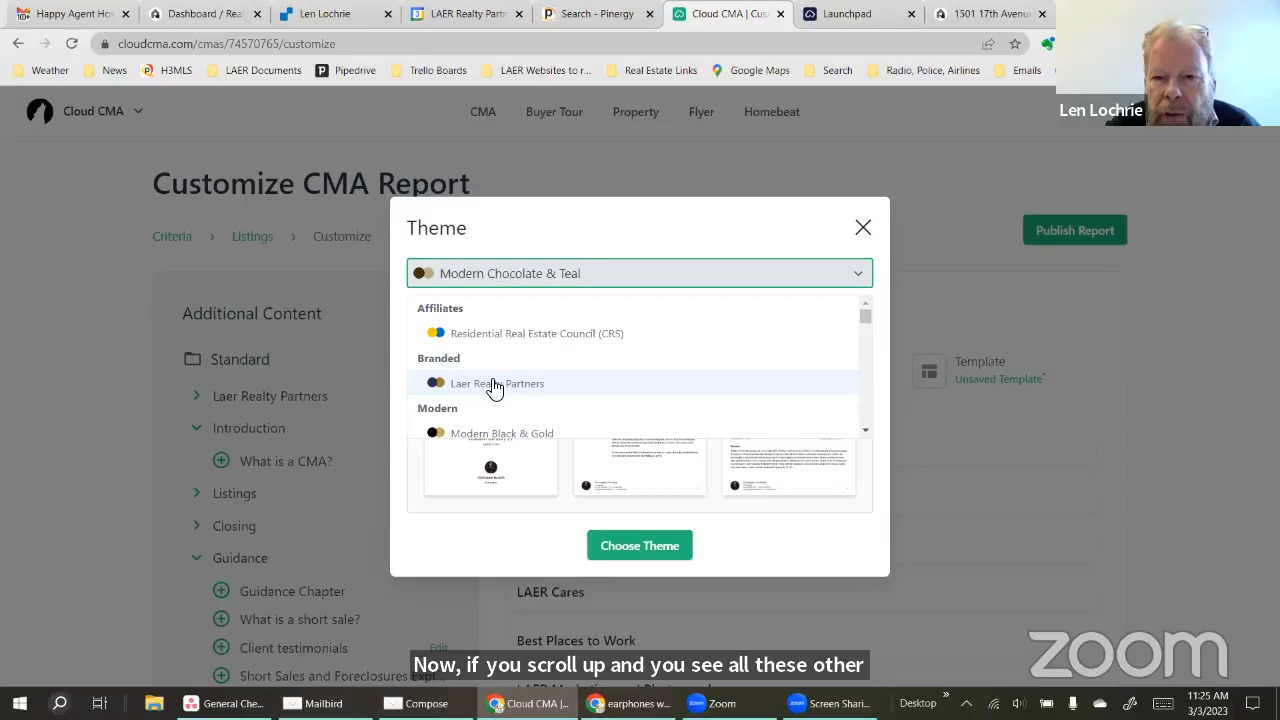 Len Henry
Dashboard | Real
Len Lochrie
LAER Realty Partn
Search - Pinergy
Cloud CMA | Cust
Launchpad
1501 17th Avenue
cloudcma.com/cmas/74570765/customize
Weather
News
H3MLS
LAER Documents
Pipedrive
Trello Boards
LAER Websites to r...
Real Estate Links
Google Maps
Search
Radio, Police, Airlines
Emails
Len Lochrie
Cloud CMA
CMA
Buyer Tour
Property
Flyer
Homebeat
Customize CMA Report
Criteria > Listings > Customize
Publish Report
Additional Content
Standard
Laer Realty Partners
Introduction
What is a CMA?
Listings
Closing
Guidance
Guidance Chapter
What is a short sale?
Client testimonials
Edit
Short Sales and Foreclosures Expl...
Theme
Modern Chocolate & Teal
Affiliates
Residential Real Estate Council (CRS)
Branded
Laer Realty Partners
Modern
Modern Black & Gold
Choose Theme
Template
Unsaved Template*
LAER Cares
Best Places to Work
Now, if you scroll up and you see all these other
zoom
General Che...
Mailbird
Compose
Cloud CMA |...
earphones w...
Zoom
Screen Shari...
Desktop
11:25 AM
3/3/2023